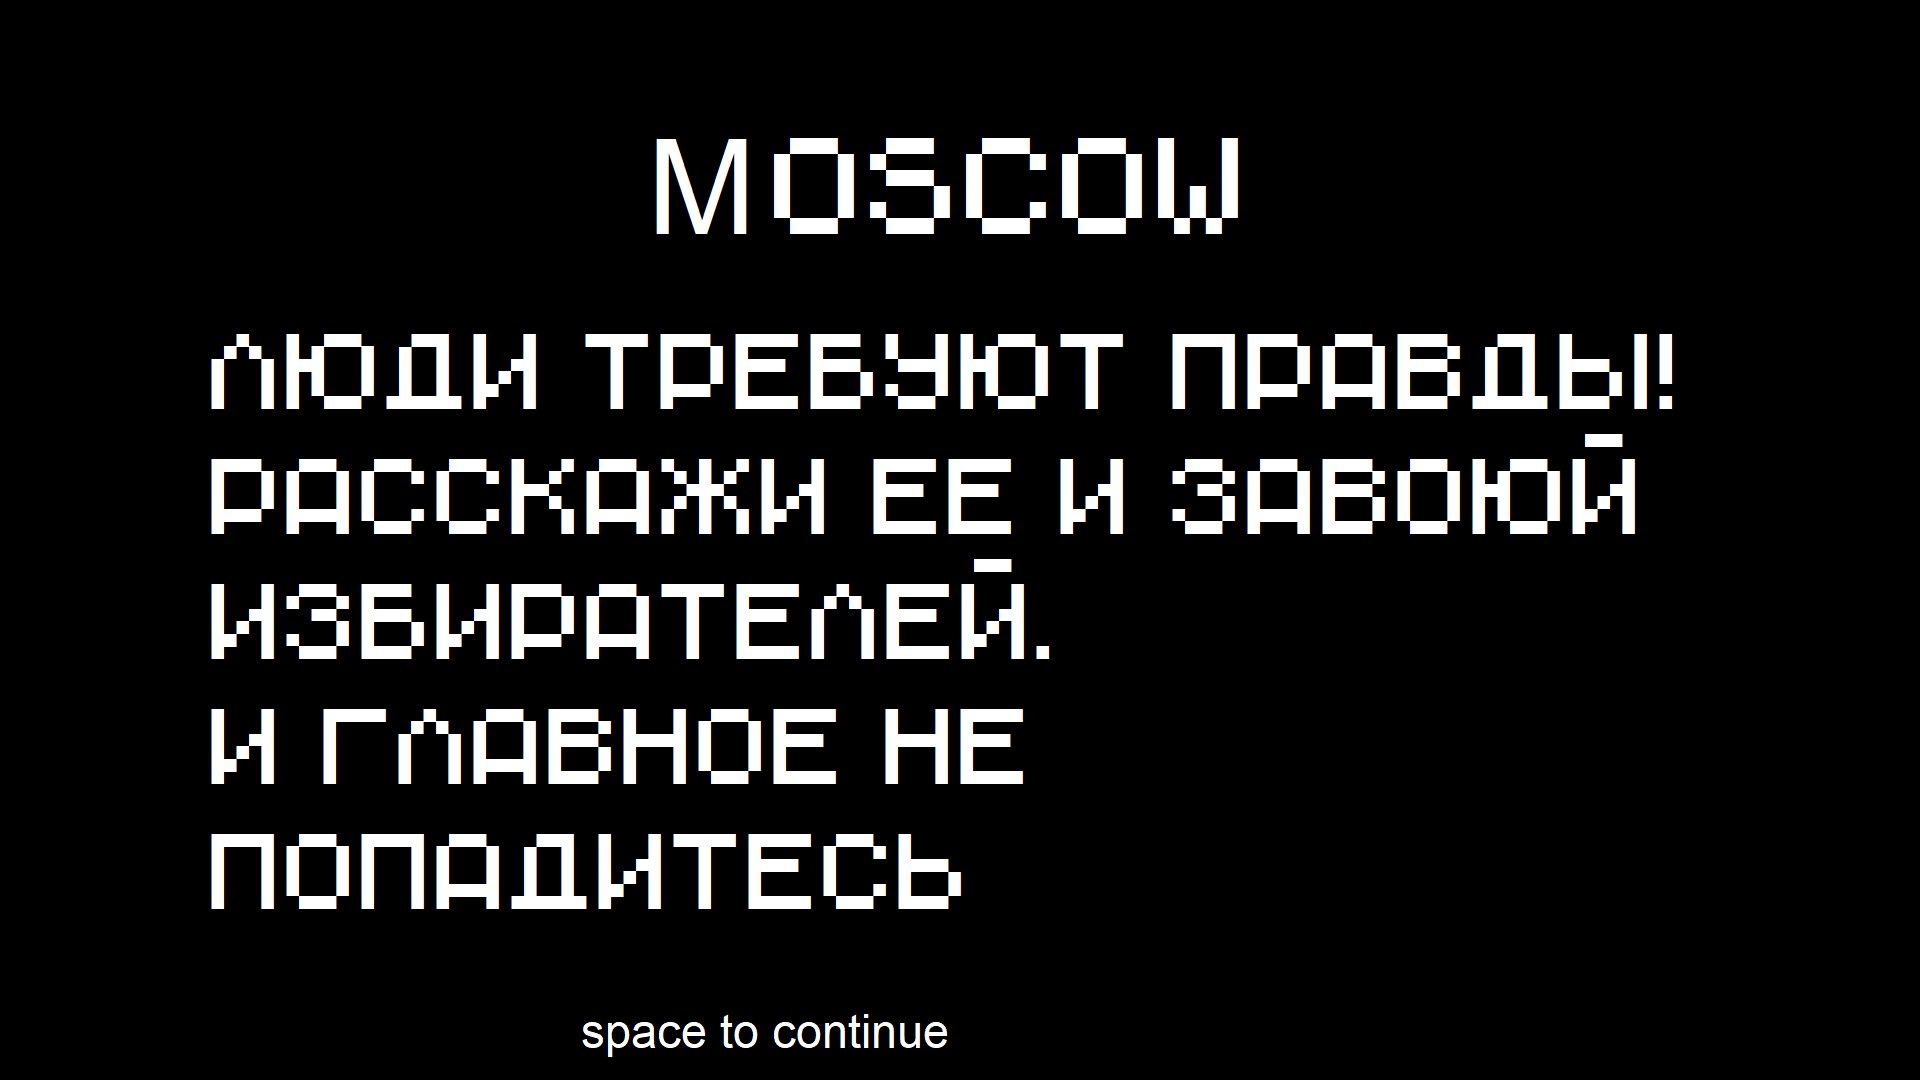 MOSCOW
ЛЮДИ ТРЕБУЮТ ПРАВДЫ!
РАССКАЖИ ЕЕ И ЗАВОЮЙ
ИЗБИРАТЕЛЕЙ.
И ГЛАВНОЕ НЕ
ПОПАДИТЕСЬ
space to continue